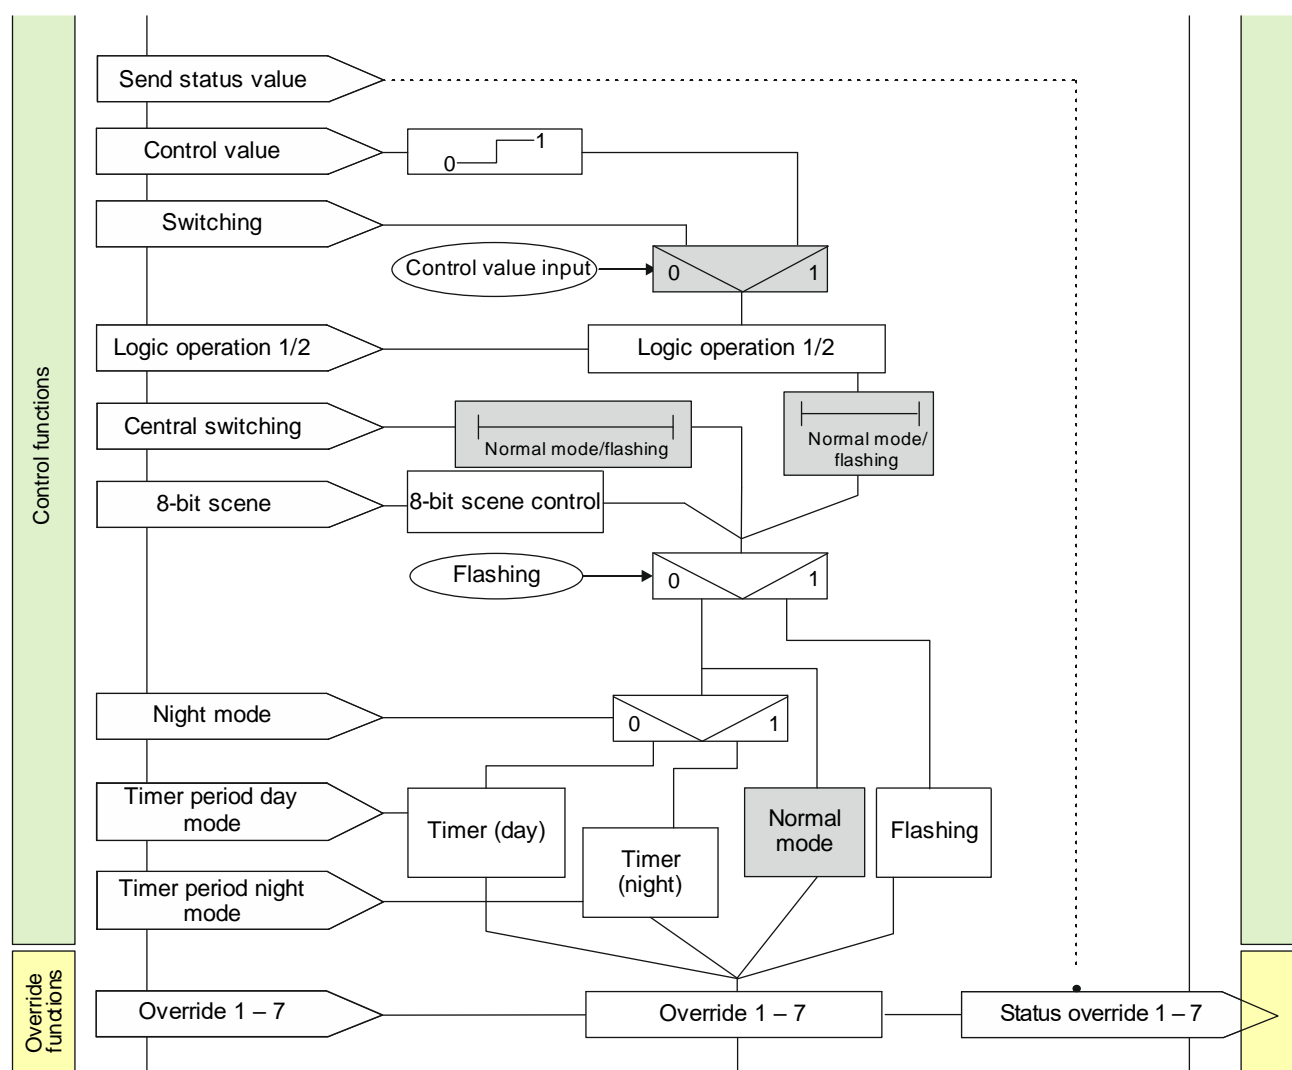 Send status value
Control value
0
1
Switching
Control value input
0
1
Logic operation 1/2
Logic operation 1/2
Central switching
Normal mode/flashing
Normal mode/
flashing
8-bit scene
8-bit scene control
Flashing
0
1
Night mode
0
1
Timer period day
mode
Timer (day)
Timer
(night)
Normal
mode
Flashing
Timer period night
mode
Control functions
Override
functions
Override 1 – 7
Override 1 – 7
Status override 1 – 7